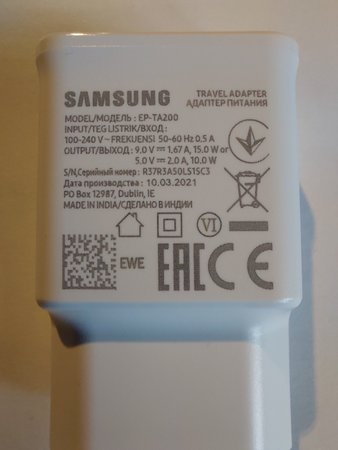 SAMSUNG
TRAVEL ADAPTER
АДАПТЕР ПИТАНИЯ
MODEL/МОДЕЛЬ : EP-TA200
INPUT/TEG LISTRIK/ВХОД :
100-240 V ~ FREKUENSI 50-60 Hz 0.5 A
OUTPUT/ВЫХОД : 9.0 V ⎓ 1.67 A, 15.0 W or
5.0 V ⎓ 2.0 A, 10.0 W
S/N,Серийный номер : R37R3A50LS1SC3
Дата производства : 10.03.2021
PO Box 12987, Dublin, IE
MADE IN INDIA/СДЕЛАНО В ИНДИИ
VI
EWE
EAC CE